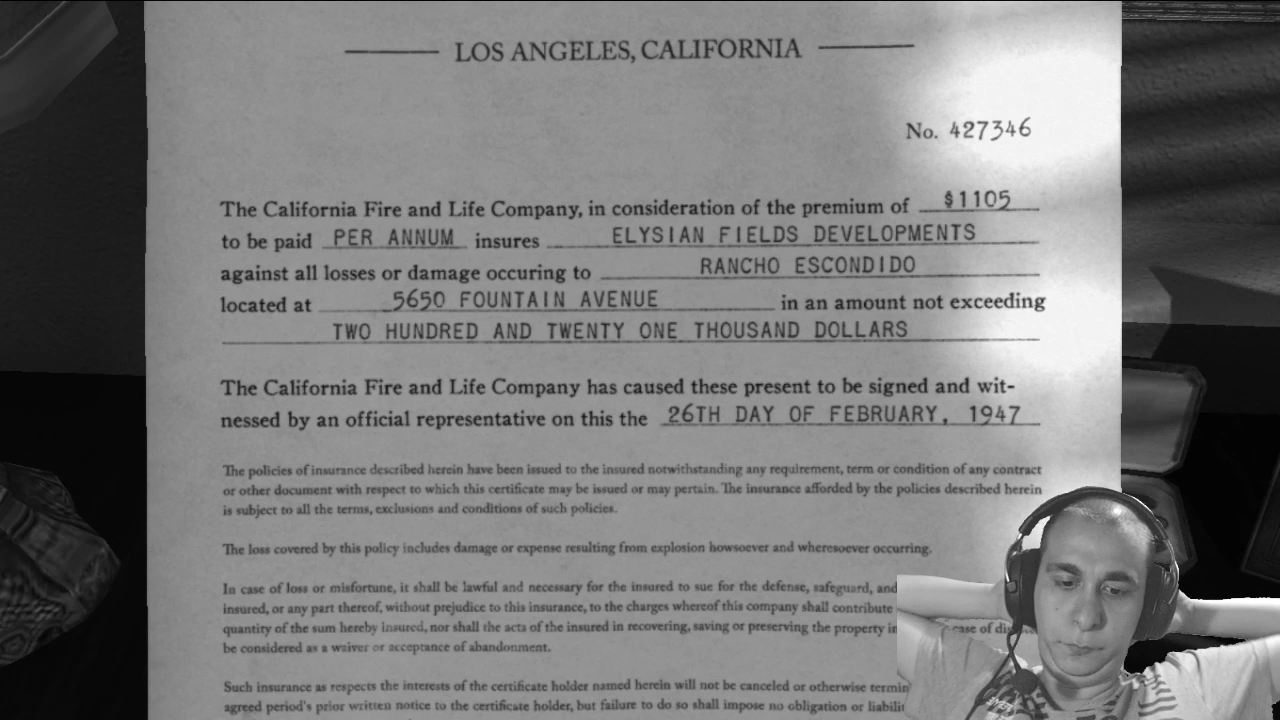 LOS ANGELES, CALIFORNIA
No. 427346
The California Fire and Life Company, in consideration of the premium of $1105
to be paid PER ANNUM insures ELYSIAN FIELDS DEVELOPMENTS
against all losses or damage occuring to RANCHO ESCONDIDO
located at 5650 FOUNTAIN AVENUE in an amount not exceeding
TWO HUNDRED AND TWENTY ONE THOUSAND DOLLARS
The California Fire and Life Company has caused these present to be signed and wit-
nessed by an official representative on this the 26TH DAY OF FEBRUARY, 1947
The policies of insurance described herein have been issued to the insured notwithstanding any requirement, term or condition of any contract
or other document with respect to which this certificate may be issued or may pertain. The insurance afforded by the policies described herein
is subject to all the terms, exclusions and conditions of such policies.
The loss covered by this policy includes damage or expense resulting from explosion howsoever and wheresoever occurring.
In case of loss or misfortune, it shall be lawful and necessary for the insured to sue for the defense, safeguard, and
insured, or any part thereof, without prejudice to this insurance, to the charges whereof this company shall contribute
quantity of the sum hereby insured, nor shall the acts of the insured in recovering, saving or preserving the property in case of
be considered as a waiver or acceptance of abandonment.
Such insurance as respects the interests of the certificate holder named herein will not be canceled or otherwise
agreed period's prior written notice to the certificate holder, but failure to do so shall impose no obligation or